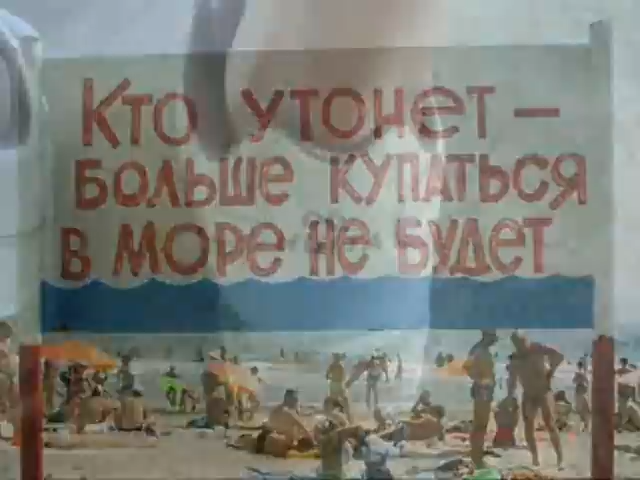 Кто утонет –
больше купаться
в море не будет